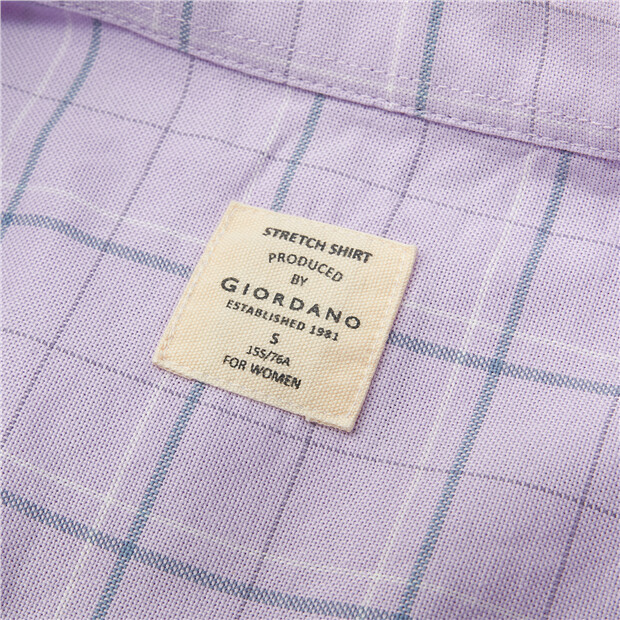 STRETCH SHIRT
PRODUCED
BY
GIORDANO
ESTABLISHED 1981
S
155/76A
FOR WOMEN